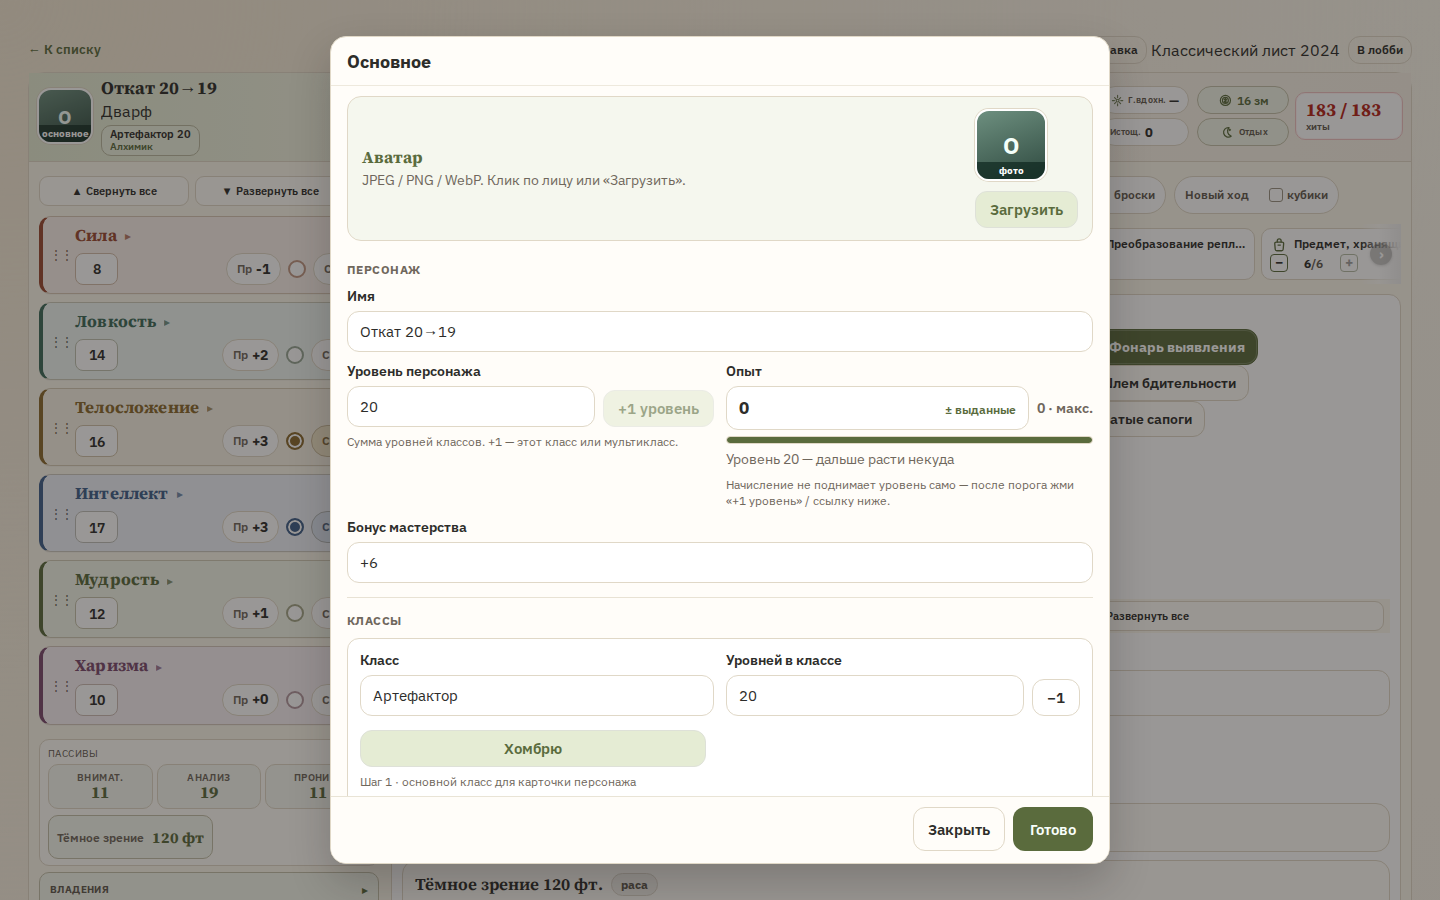 ← К списку
авка
Классический лист 2024
В лобби
О
основное
Откат 20→19
Дварф
Артефактор 20
Алхимик
Г.вдохн. —
16 зм
Истощ. 0
Отдых
183 / 183
хиты
▲ Свернуть все
▼ Развернуть все
броски
Новый ход
кубики
Сила ▸
8
Пр -1
Ловкость ▸
14
Пр +2
Телосложение ▸
16
Пр +3
Интеллект ▸
17
Пр +3
Мудрость ▸
12
Пр +1
Харизма ▸
10
Пр +0
ПАССИВЫ
ВНИМАТ.
11
АНАЛИЗ
19
ПРОНИ
11
Тёмное зрение 120 фт
ВЛАДЕНИЯ ▸
Преобразование репл...
Предмет, храня
− 6/6 +
Фонарь выявления
Шлем бдительности
атые сапоги
Развернуть все
Тёмное зрение 120 фт.
раса
Основное
Аватар
JPEG / PNG / WebP. Клик по лицу или «Загрузить».
О
фото
Загрузить
ПЕРСОНАЖ
Имя
Откат 20→19
Уровень персонажа
20
+1 уровень
Сумма уровней классов. +1 — этот класс или мультикласс.
Опыт
0
± выданные
0 · макс.
Уровень 20 — дальше расти некуда
Начисление не поднимает уровень само — после порога жми
«+1 уровень» / ссылку ниже.
Бонус мастерства
+6
КЛАССЫ
Класс
Артефактор
Уровней в классе
20
−1
Хомбрю
Шаг 1 · основной класс для карточки персонажа
Закрыть
Готово